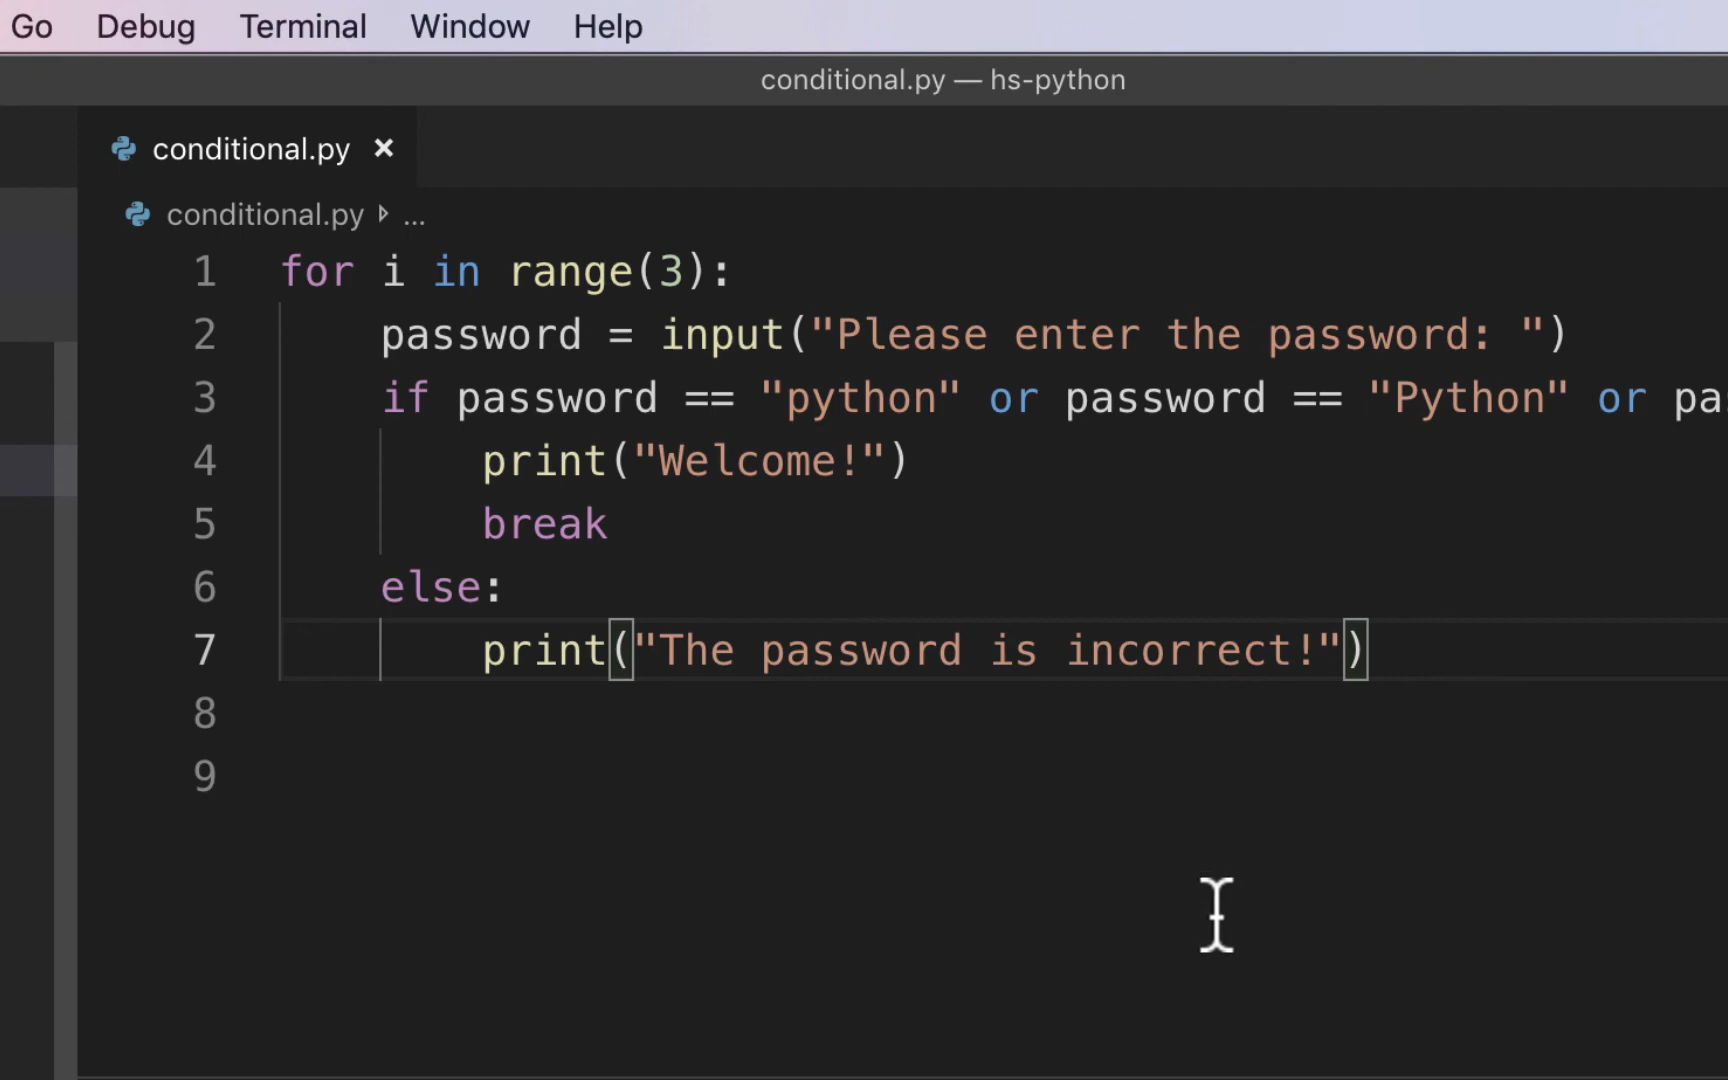 Go Debug Terminal Window Help
conditional.py — hs-python
conditional.py ×
conditional.py ...
1 for i in range(3):
2     password = input("Please enter the password: ")
3     if password == "python" or password == "Python" or pa
4         print("Welcome!")
5         break
6     else:
7         print("The password is incorrect!")
8
9